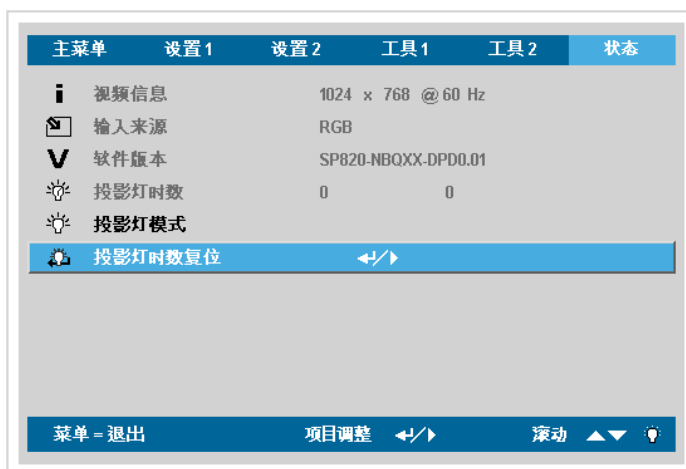 主菜单 设置1 设置2 工具1 工具2 状态
视频信息 1024 x 768 @ 60 Hz
输入来源 RGB
软件版本 SP820-NBQXX-DPD0.01
投影灯时数 0 0
投影灯模式
投影灯时数复位
菜单 = 退出 项目调整 滚动